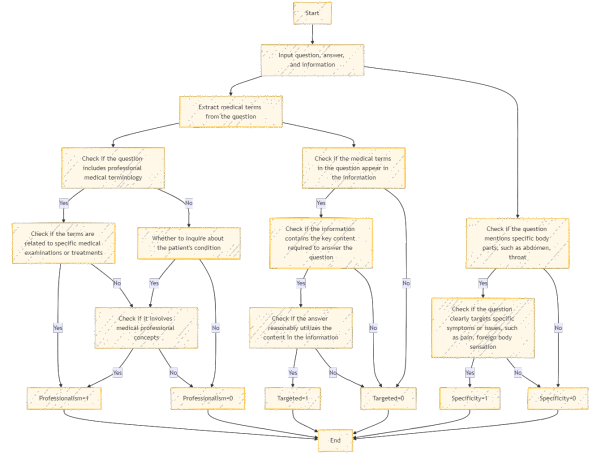 Start
Input question, answer,
and information
Extract medical terms
from the question
Check if the question
includes professional
medical terminology
Check if the medical terms
in the question appear in
the information
Yes
No
Yes
No
Check if the terms are
related to specific medical
examinations or treatments
Whether to inquire about
the patient's condition
Check if the information
contains the key content
required to answer the
question
Check if the question
mentions specific body
parts, such as abdomen,
throat
No
Yes
Yes
No
Yes
No
Yes
No
Check if it involves
medical professional
concepts
Check if the answer
reasonably utilizes the
content in the information
Check if the question
clearly targets specific
symptoms or issues, such
as pain, foreign body
sensation
Yes
No
Yes
No
Yes
No
Professionalism=1
Professionalism=0
Targeted=1
Targeted=0
Specificity=1
Specificity=0
End